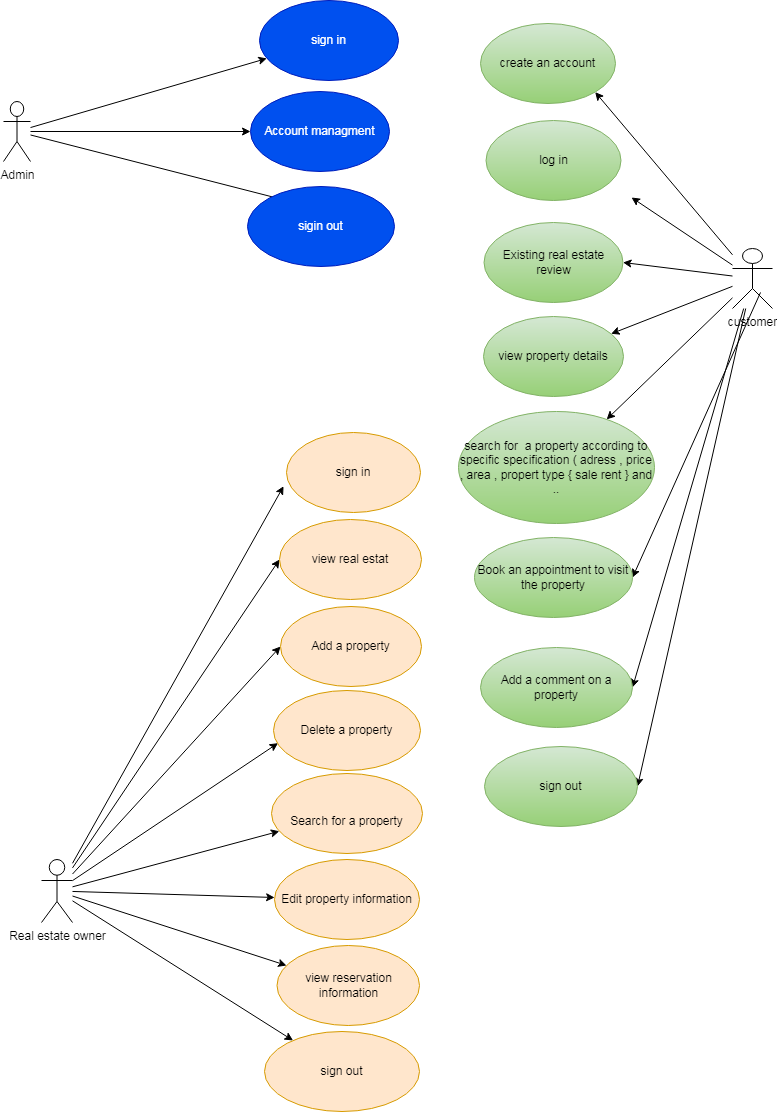 sign in
Account managment
Admin
sigin out
create an account
log in
Existing real estate
review
customer
view property details
search for  a property according to
specific specification ( adress , price
, area , propert type { sale rent } and
..
Book an appointment to visit
the property
Add a comment on a
property
sign out
sign in
view real estat
Add a property
Delete a property
Search for a property
Edit property information
Real estate owner
view reservation
information
sign out